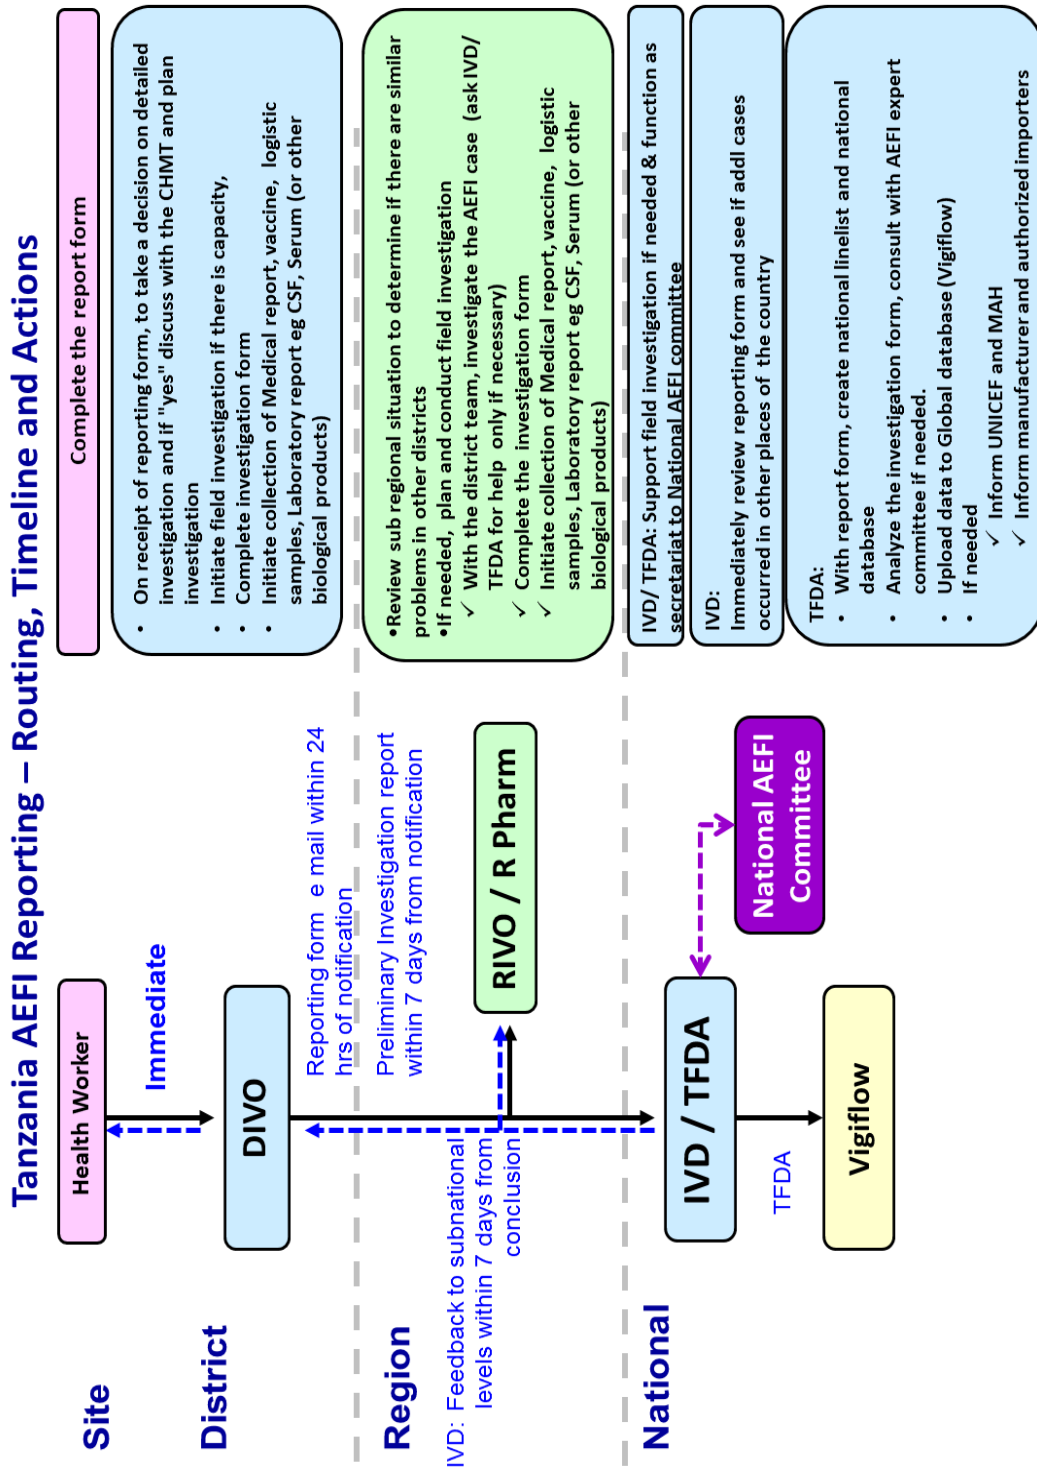 Tanzania AEFI Reporting – Routing, Timeline and Actions
Site
Health Worker
Complete the report form
Immediate
District
DIVO
• On receipt of reporting form, to take a decision on detailed
investigation and if "yes" discuss with the CHMT and plan
investigation
• Initiate field investigation if there is capacity,
• Complete investigation form
• Initiate collection of Medical report, vaccine, logistic
samples, Laboratory report eg CSF, Serum (or other
biological products)
Reporting form e mail within 24
hrs of notification
Preliminary Investigation report
within 7 days from notification
Region
IVD: Feedback to subnational
levels within 7 days from
conclusion
RIVO / R Pharm
•Review sub regional situation to determine if there are similar
problems in other districts
•If needed, plan and conduct field investigation
✓ With the district team, investigate the AEFI case (ask IVD/
TFDA for help only if necessary)
✓ Complete the investigation form
✓ Initiate collection of Medical report, vaccine, logistic
samples, Laboratory report eg CSF, Serum (or other
biological products)
National
IVD / TFDA
National AEFI
Committee
TFDA
Vigiflow
IVD/ TFDA: Support field investigation if needed & function as
secretariat to National AEFI committee
IVD:
Immediately review reporting form and see if addl cases
occurred in other places of the country
TFDA:
• With report form, create national linelist and national
database
• Analyze the investigation form, consult with AEFI expert
committee if needed.
• Upload data to Global database (Vigiflow)
• If needed
✓ Inform UNICEF and MAH
✓ Inform manufacturer and authorized importers